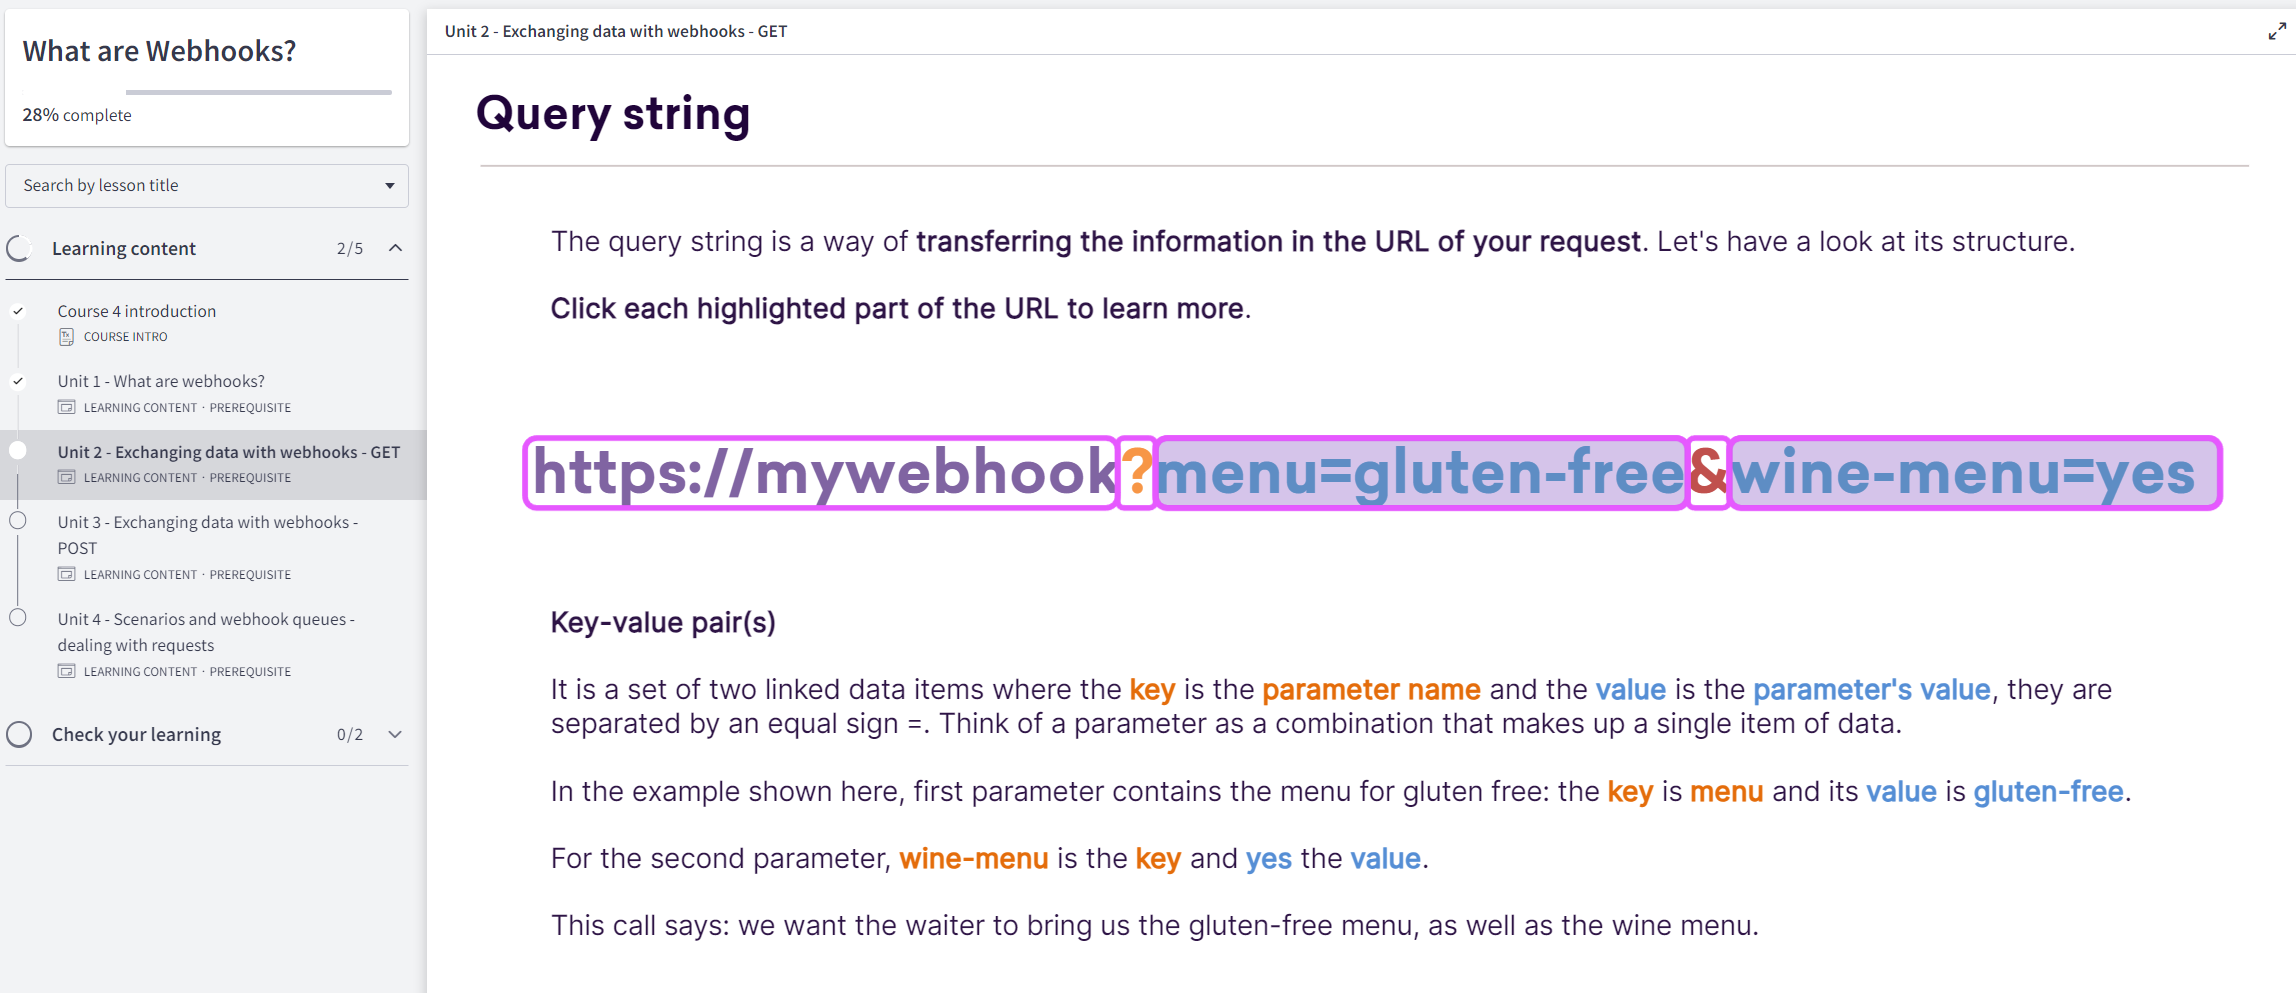 What are Webhooks?
28% complete
Search by lesson title
Learning content 2/5
Course 4 introduction
COURSE INTRO
Unit 1 - What are webhooks?
LEARNING CONTENT · PREREQUISITE
Unit 2 - Exchanging data with webhooks - GET
LEARNING CONTENT · PREREQUISITE
Unit 3 - Exchanging data with webhooks -
POST
LEARNING CONTENT · PREREQUISITE
Unit 4 - Scenarios and webhook queues -
dealing with requests
LEARNING CONTENT · PREREQUISITE
Check your learning 0/2
Unit 2 - Exchanging data with webhooks - GET
Query string
The query string is a way of transferring the information in the URL of your request. Let's have a look at its structure.
Click each highlighted part of the URL to learn more.
https://mywebhook?menu=gluten-free&wine-menu=yes
Key-value pair(s)
It is a set of two linked data items where the key is the parameter name and the value is the parameter's value, they are
separated by an equal sign =. Think of a parameter as a combination that makes up a single item of data.
In the example shown here, first parameter contains the menu for gluten free: the key is menu and its value is gluten-free.
For the second parameter, wine-menu is the key and yes the value.
This call says: we want the waiter to bring us the gluten-free menu, as well as the wine menu.